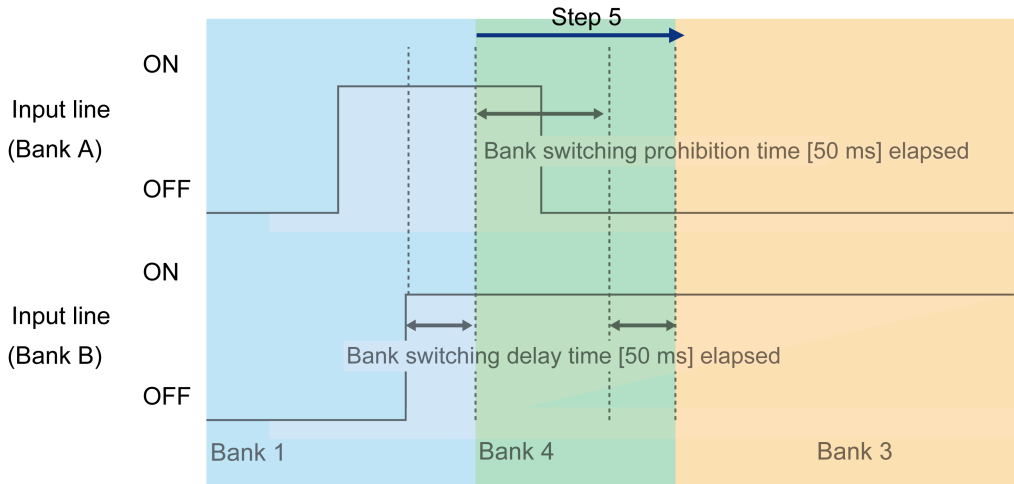 Step 5
ON
Input line
(Bank A)
Bank switching prohibition time [50 ms] elapsed
OFF
ON
Input line
(Bank B)
Bank switching delay time [50 ms] elapsed
OFF
Bank 1
Bank 4
Bank 3